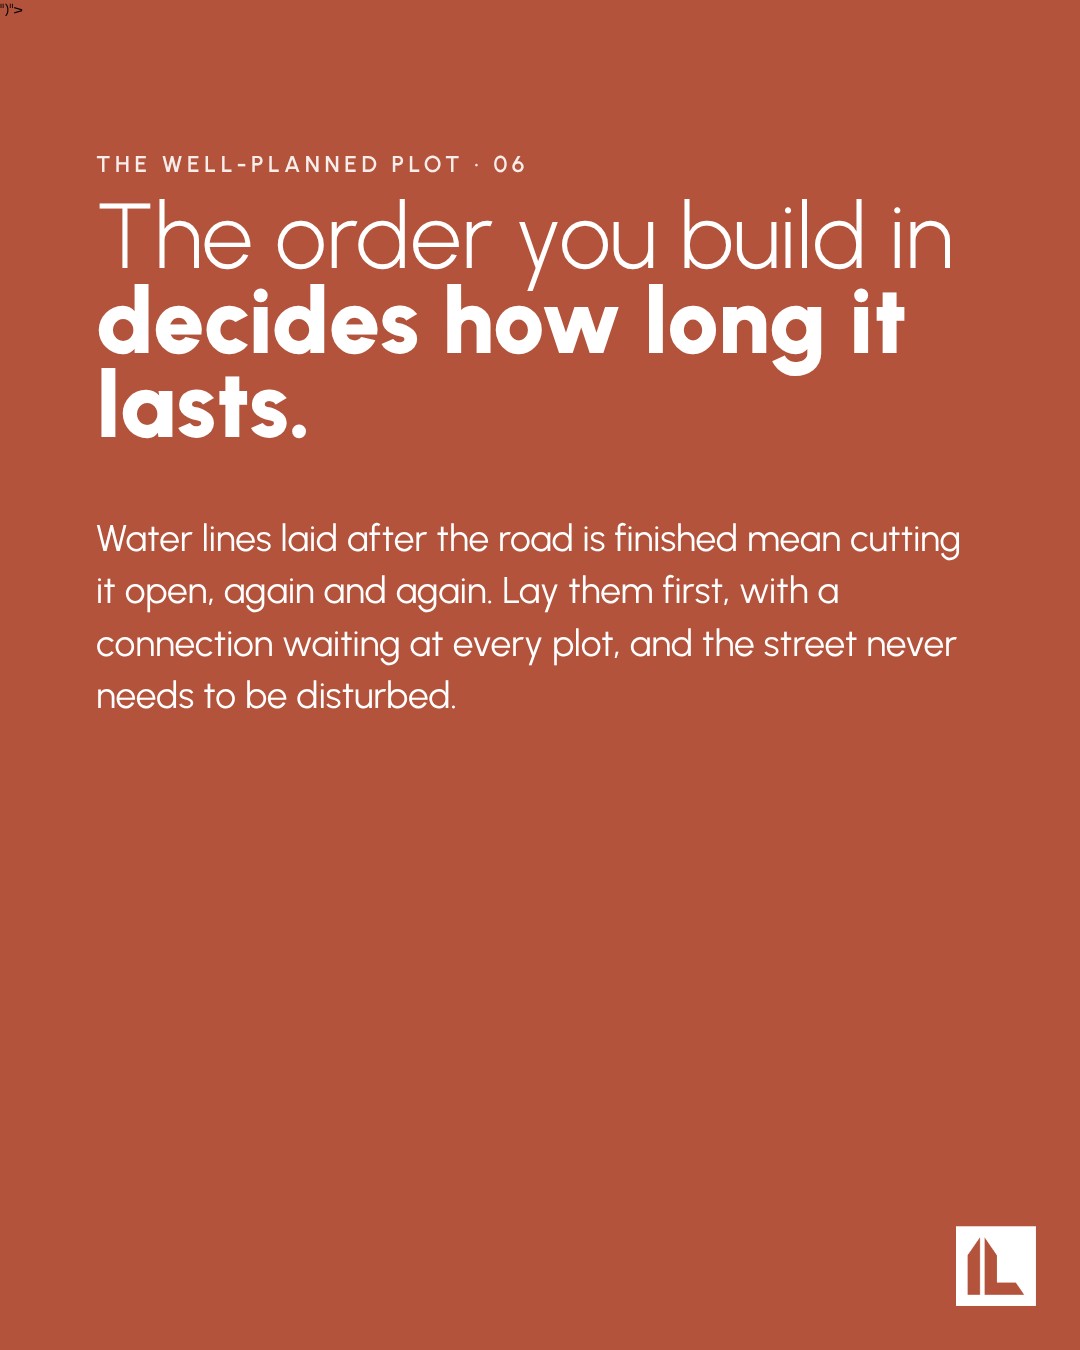 ")">
THE WELL-PLANNED PLOT · 06
The order you build in
decides how long it
lasts.
Water lines laid after the road is finished mean cutting
it open, again and again. Lay them first, with a
connection waiting at every plot, and the street never
needs to be disturbed.
IL